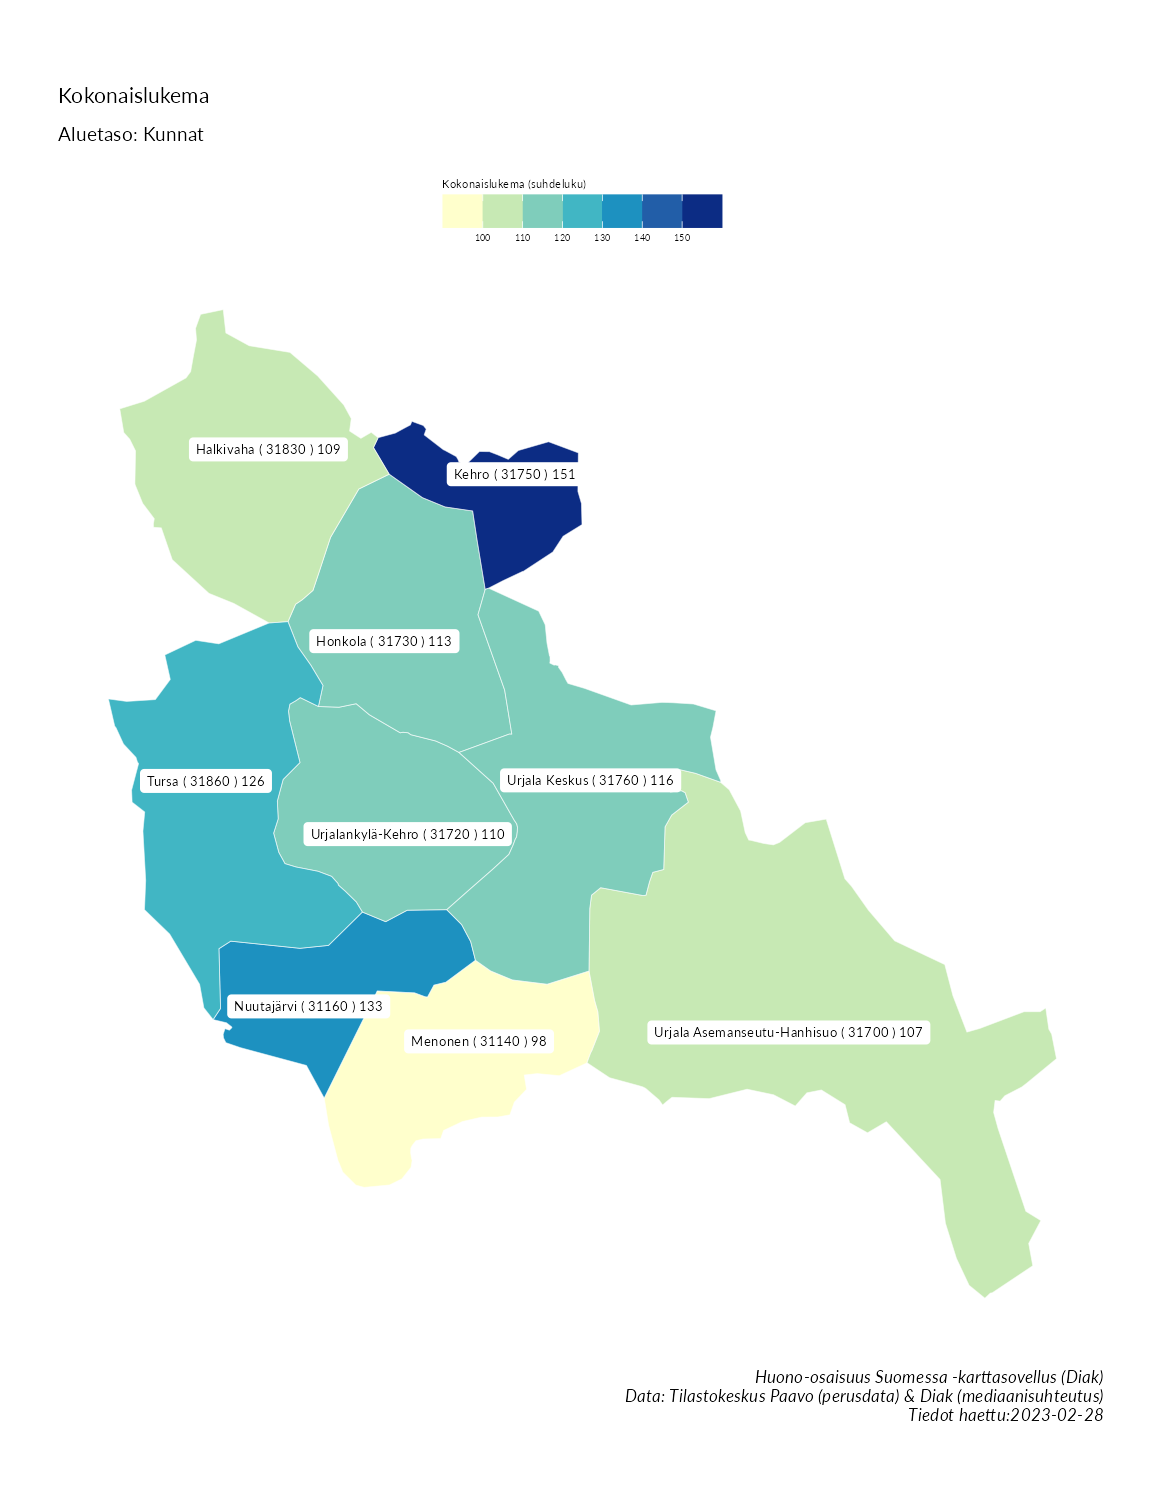 Kokonaislukema
Aluetaso: Kunnat
Kokonaislukema (suhdeluku)
100 110 120 130 140 150
Halkivaha ( 31830 ) 109
Kehro ( 31750 ) 151
Honkola ( 31730 ) 113
Tursa ( 31860 ) 126
Urjala Keskus ( 31760 ) 116
Urjalankylä-Kehro ( 31720 ) 110
Nuutajärvi ( 31160 ) 133
Urjala Asemanseutu-Hanhisuo ( 31700 ) 107
Menonen ( 31140 ) 98
Huono-osaisuus Suomessa -karttasovellus (Diak)
Data: Tilastokeskus Paavo (perusdata) & Diak (mediaanisuhteutus)
Tiedot haettu:2023-02-28